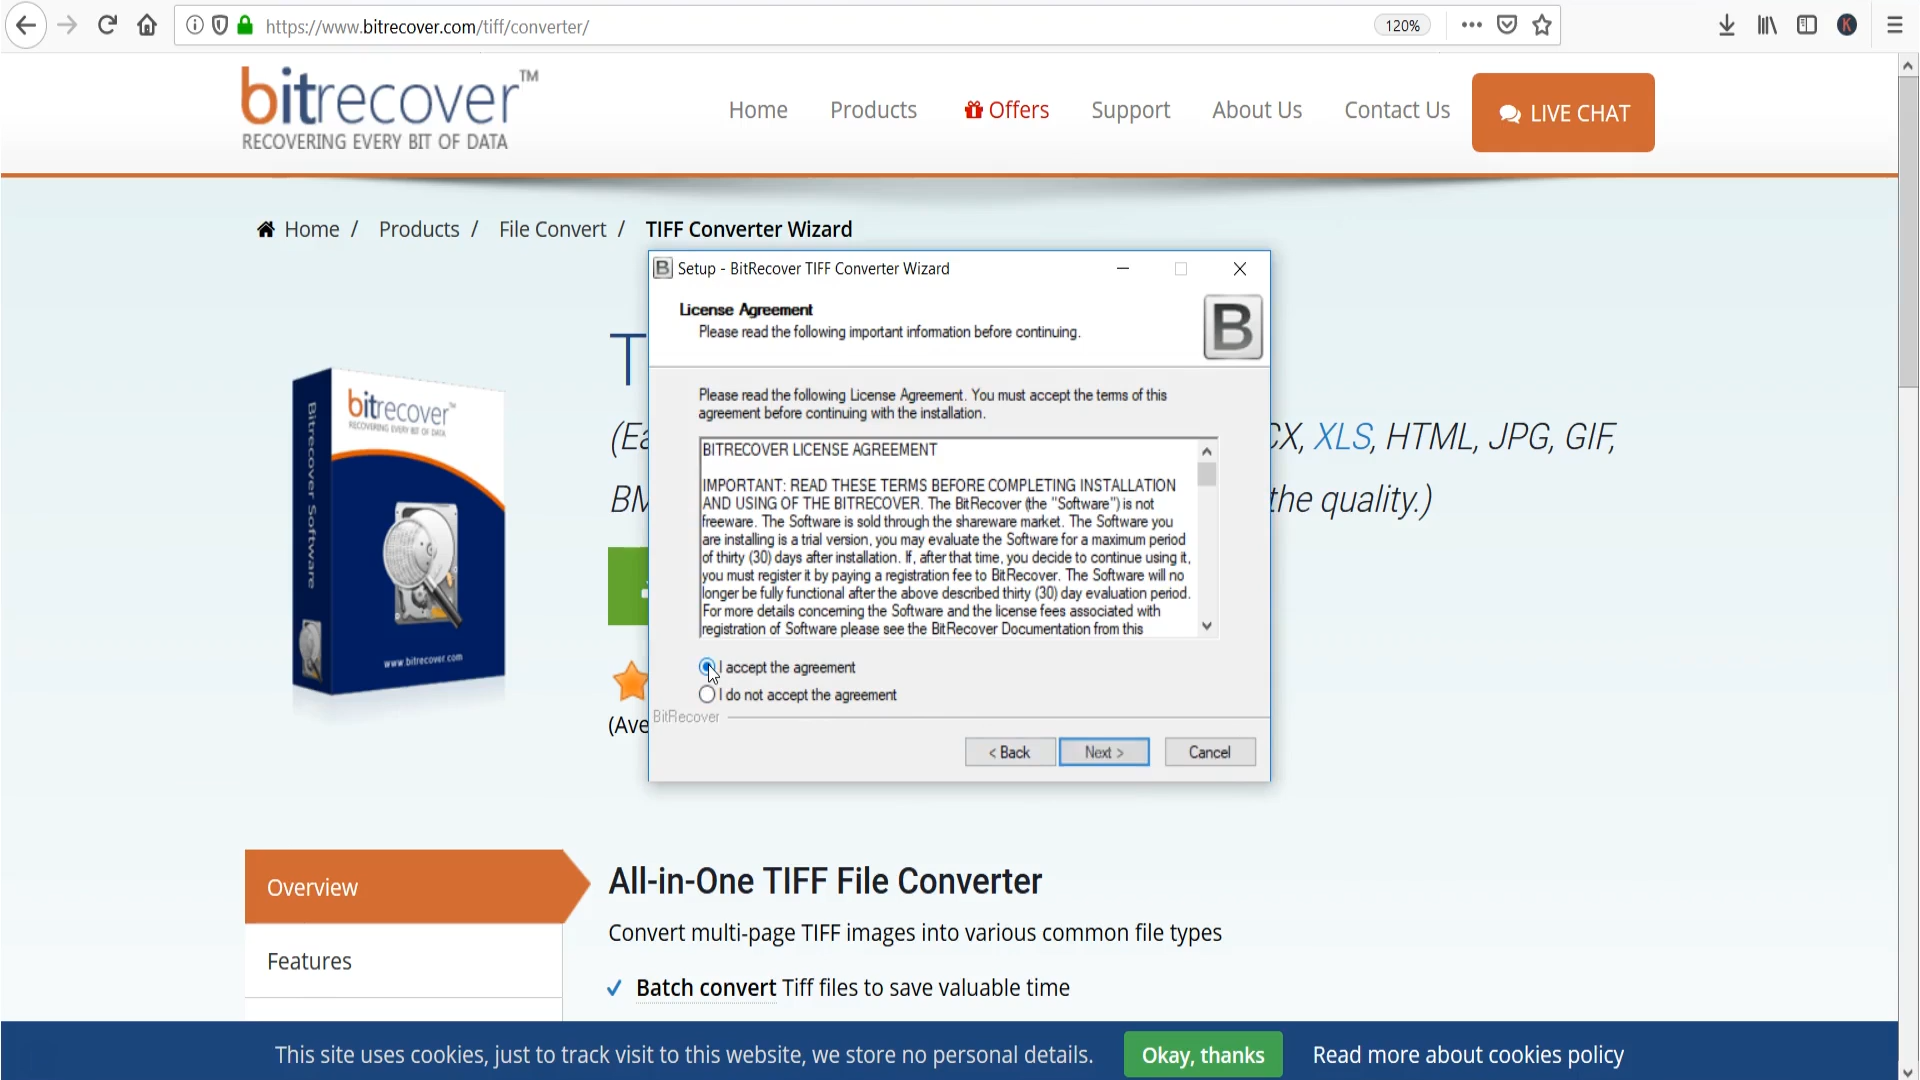 https://www.bitrecover.com/tiff/converter/
120%
K
bitrecover™
RECOVERING EVERY BIT OF DATA
Home
Products
Offers
Support
About Us
Contact Us
LIVE CHAT
Home / Products / File Convert / TIFF Converter Wizard
B Setup - BitRecover TIFF Converter Wizard
License Agreement
Please read the following important information before continuing.
B
Please read the following License Agreement. You must accept the terms of this
agreement before continuing with the installation.
BITRECOVER LICENSE AGREEMENT
IMPORTANT: READ THESE TERMS BEFORE COMPLETING INSTALLATION
AND USING OF THE BITRECOVER. The BitRecover (the "Software") is not
freeware. The Software is sold through the shareware market. The Software you
are installing is a trial version, you may evaluate the Software for a maximum period
of thirty (30) days after installation. If, after that time, you decide to continue using it,
you must register it by paying a registration fee to BitRecover. The Software will no
longer be fully functional after the above described thirty (30) day evaluation period.
For more details concerning the Software and the license fees associated with
registration of Software please see the BitRecover Documentation from this
I accept the agreement
I do not accept the agreement
BitRecover
< Back
Next >
Cancel
T
(Ea
CX, XLS, HTML, JPG, GIF,
BM
the quality.)
(Ave
bitrecover™
RECOVERING EVERY BIT OF DATA
Bitrecover Software
www.bitrecover.com
Overview
Features
All-in-One TIFF File Converter
Convert multi-page TIFF images into various common file types
Batch convert Tiff files to save valuable time
This site uses cookies, just to track visit to this website, we store no personal details.
Okay, thanks
Read more about cookies policy